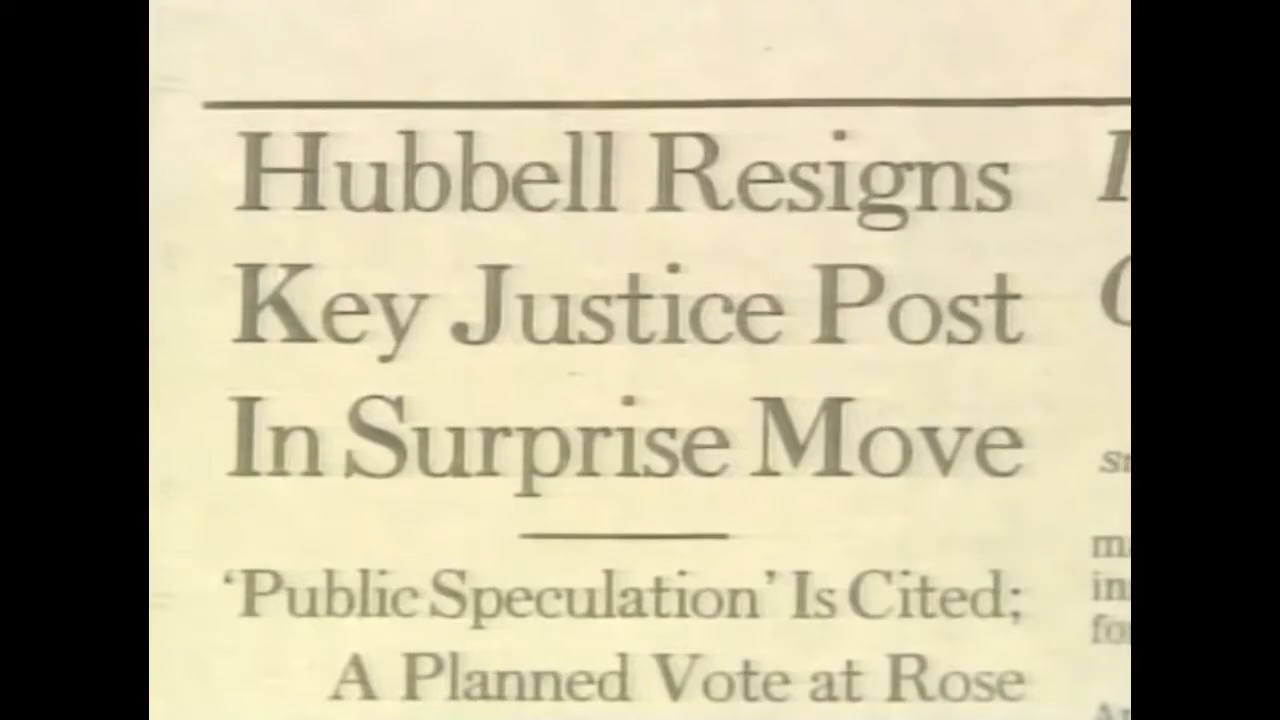 Hubbell Resigns
Key Justice Post
In Surprise Move
'Public Speculation' Is Cited;
A Planned Vote at Rose